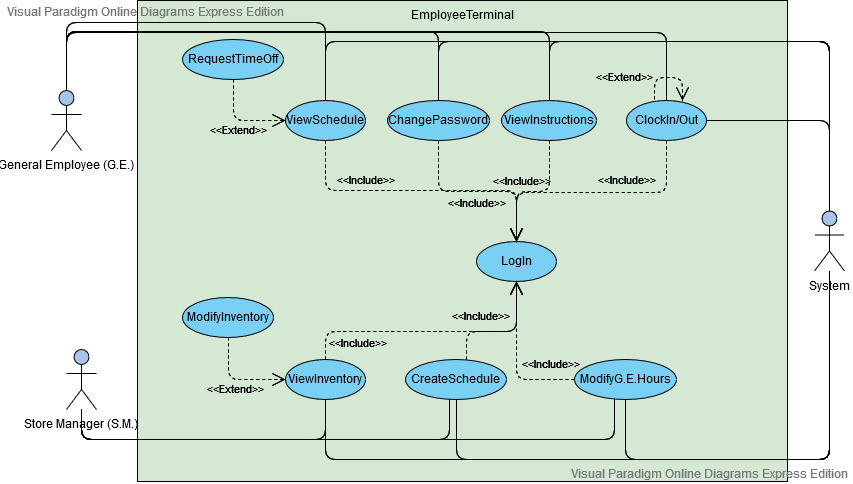 Visual Paradigm Online Diagrams Express Edition
EmployeeTerminal
RequestTimeOff
<<Extend>>
<<Extend>>
ViewSchedule
ChangePassword
ViewInstructions
ClockIn/Out
General Employee (G.E.)
<<Include>>
<<Include>>
<<Include>>
<<Include>>
LogIn
System
ModifyInventory
<<Include>>
<<Include>>
<<Include>>
ViewInventory
CreateSchedule
ModifyG.E.Hours
<<Extend>>
Store Manager (S.M.)
Visual Paradigm Online Diagrams Express Edition